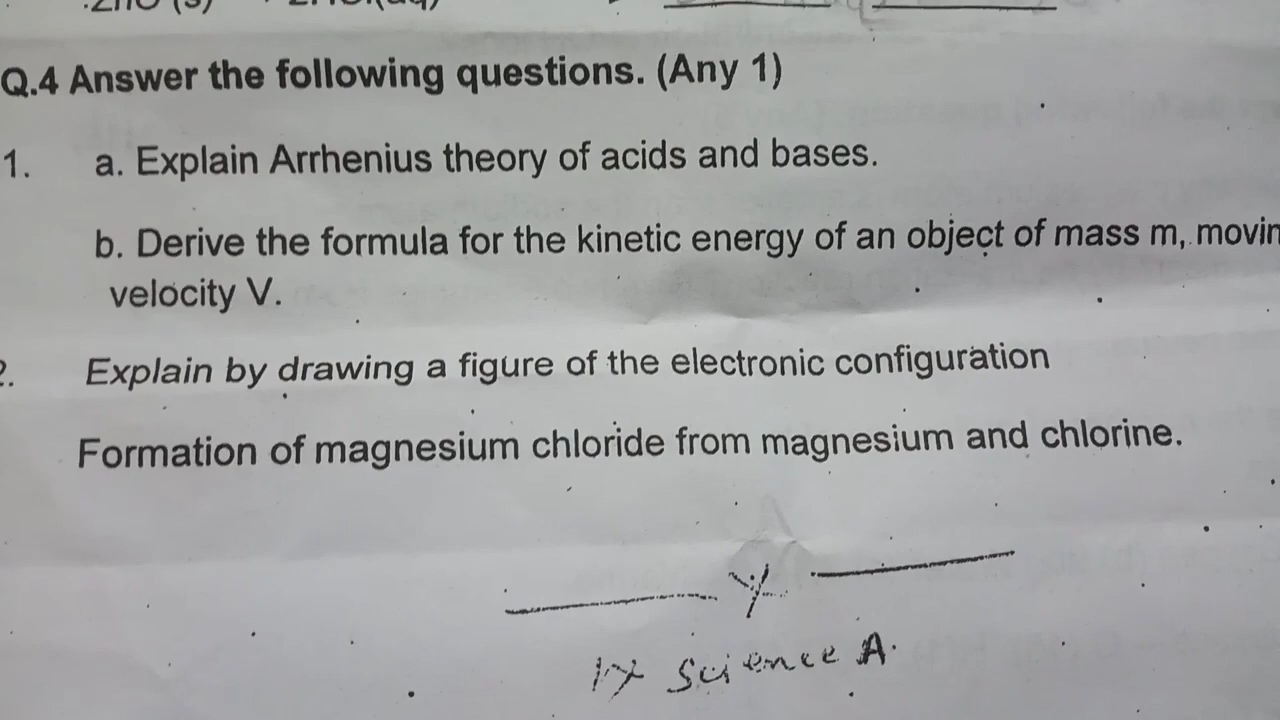 Q.4 Answer the following questions. (Any 1)
1. a. Explain Arrhenius theory of acids and bases.
b. Derive the formula for the kinetic energy of an object of mass m, movin
velocity V.
2. Explain by drawing a figure of the electronic configuration
Formation of magnesium chloride from magnesium and chlorine.
IX Science A.